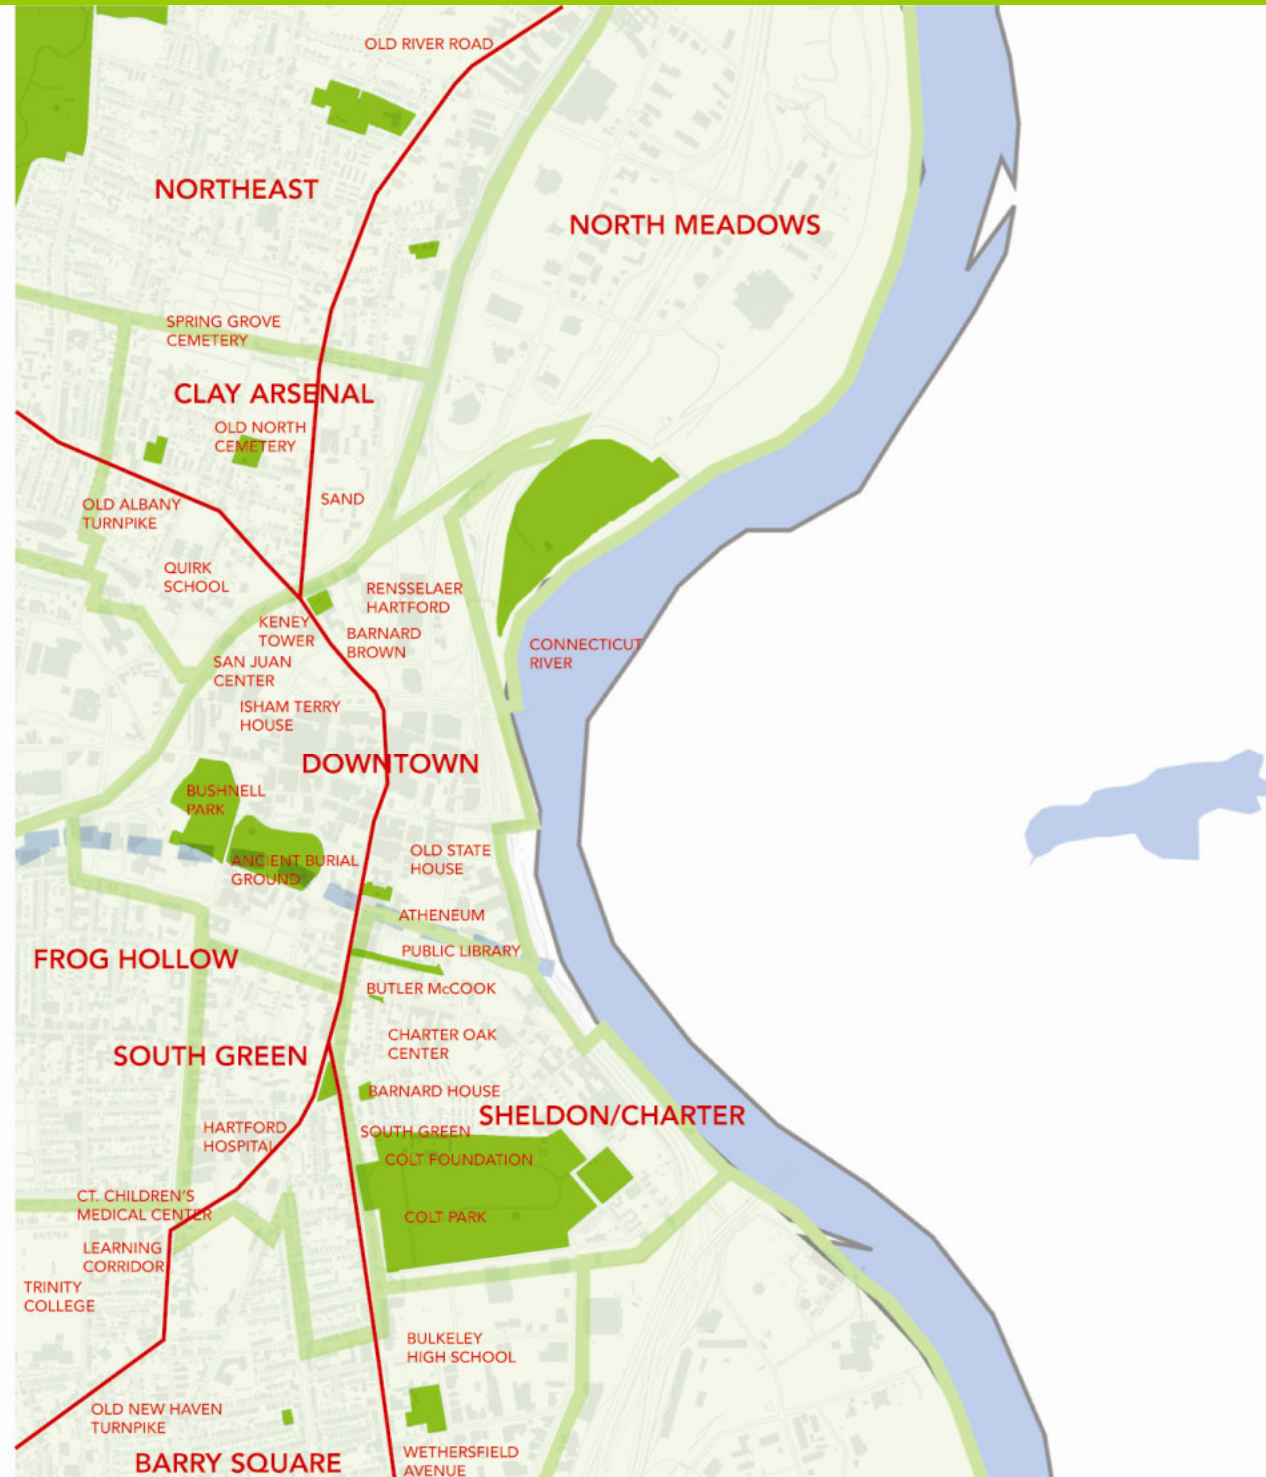 OLD RIVER ROAD
NORTHEAST
NORTH MEADOWS
SPRING GROVE
CEMETERY
CLAY ARSENAL
OLD NORTH
CEMETERY
SAND
OLD ALBANY
TURNPIKE
QUIRK
SCHOOL
RENSSELAER
HARTFORD
KENEY
TOWER
BARNARD
BROWN
CONNECTICUT
RIVER
SAN JUAN
CENTER
ISHAM TERRY
HOUSE
DOWNTOWN
BUSHNELL
PARK
OLD STATE
HOUSE
ANCIENT BURIAL
GROUND
ATHENEUM
PUBLIC LIBRARY
FROG HOLLOW
BUTLER McCOOK
CHARTER OAK
CENTER
SOUTH GREEN
BARNARD HOUSE
SHELDON/CHARTER
HARTFORD
HOSPITAL
SOUTH GREEN
COLT FOUNDATION
CT. CHILDREN'S
MEDICAL CENTER
COLT PARK
LEARNING
CORRIDOR
TRINITY
COLLEGE
BULKELEY
HIGH SCHOOL
OLD NEW HAVEN
TURNPIKE
BARRY SQUARE
WETHERSFIELD
AVENUE